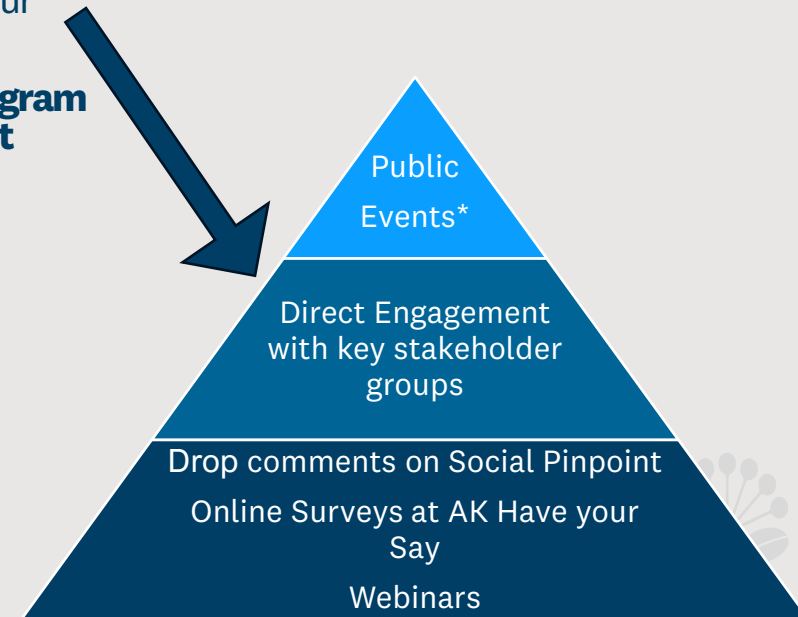 ur
gram
t
Public
Events*
Direct Engagement
with key stakeholder
groups
Drop comments on Social Pinpoint
Online Surveys at AK Have your
Say
Webinars